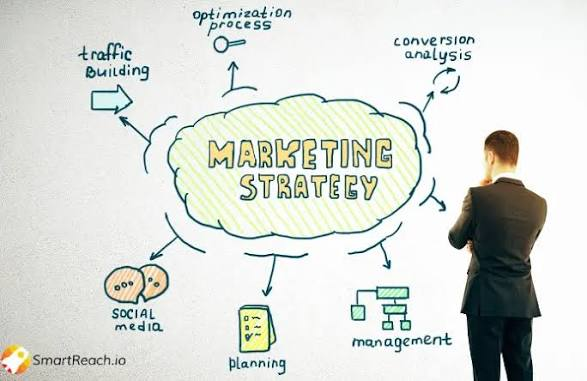 optimization
process
traffic
Building
conversion
analysis
MARKETING
STRATEGY
SOCIAL
media
planning
management
SmartReach.io